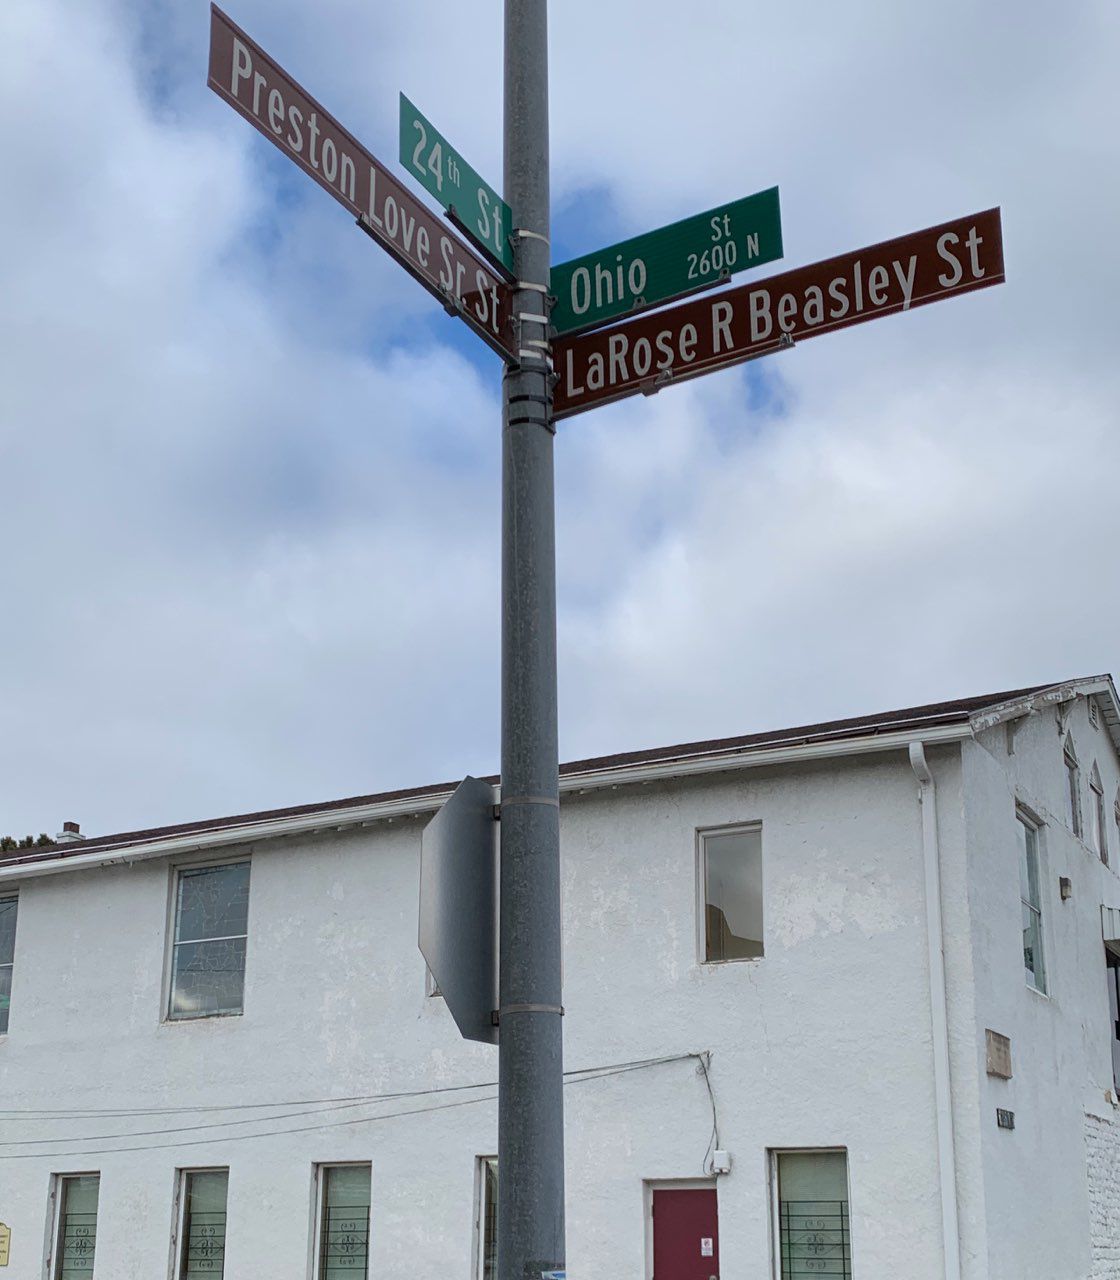 Preston Love Sr. St
24th St
Ohio St
2600 N
LaRose R Beasley St